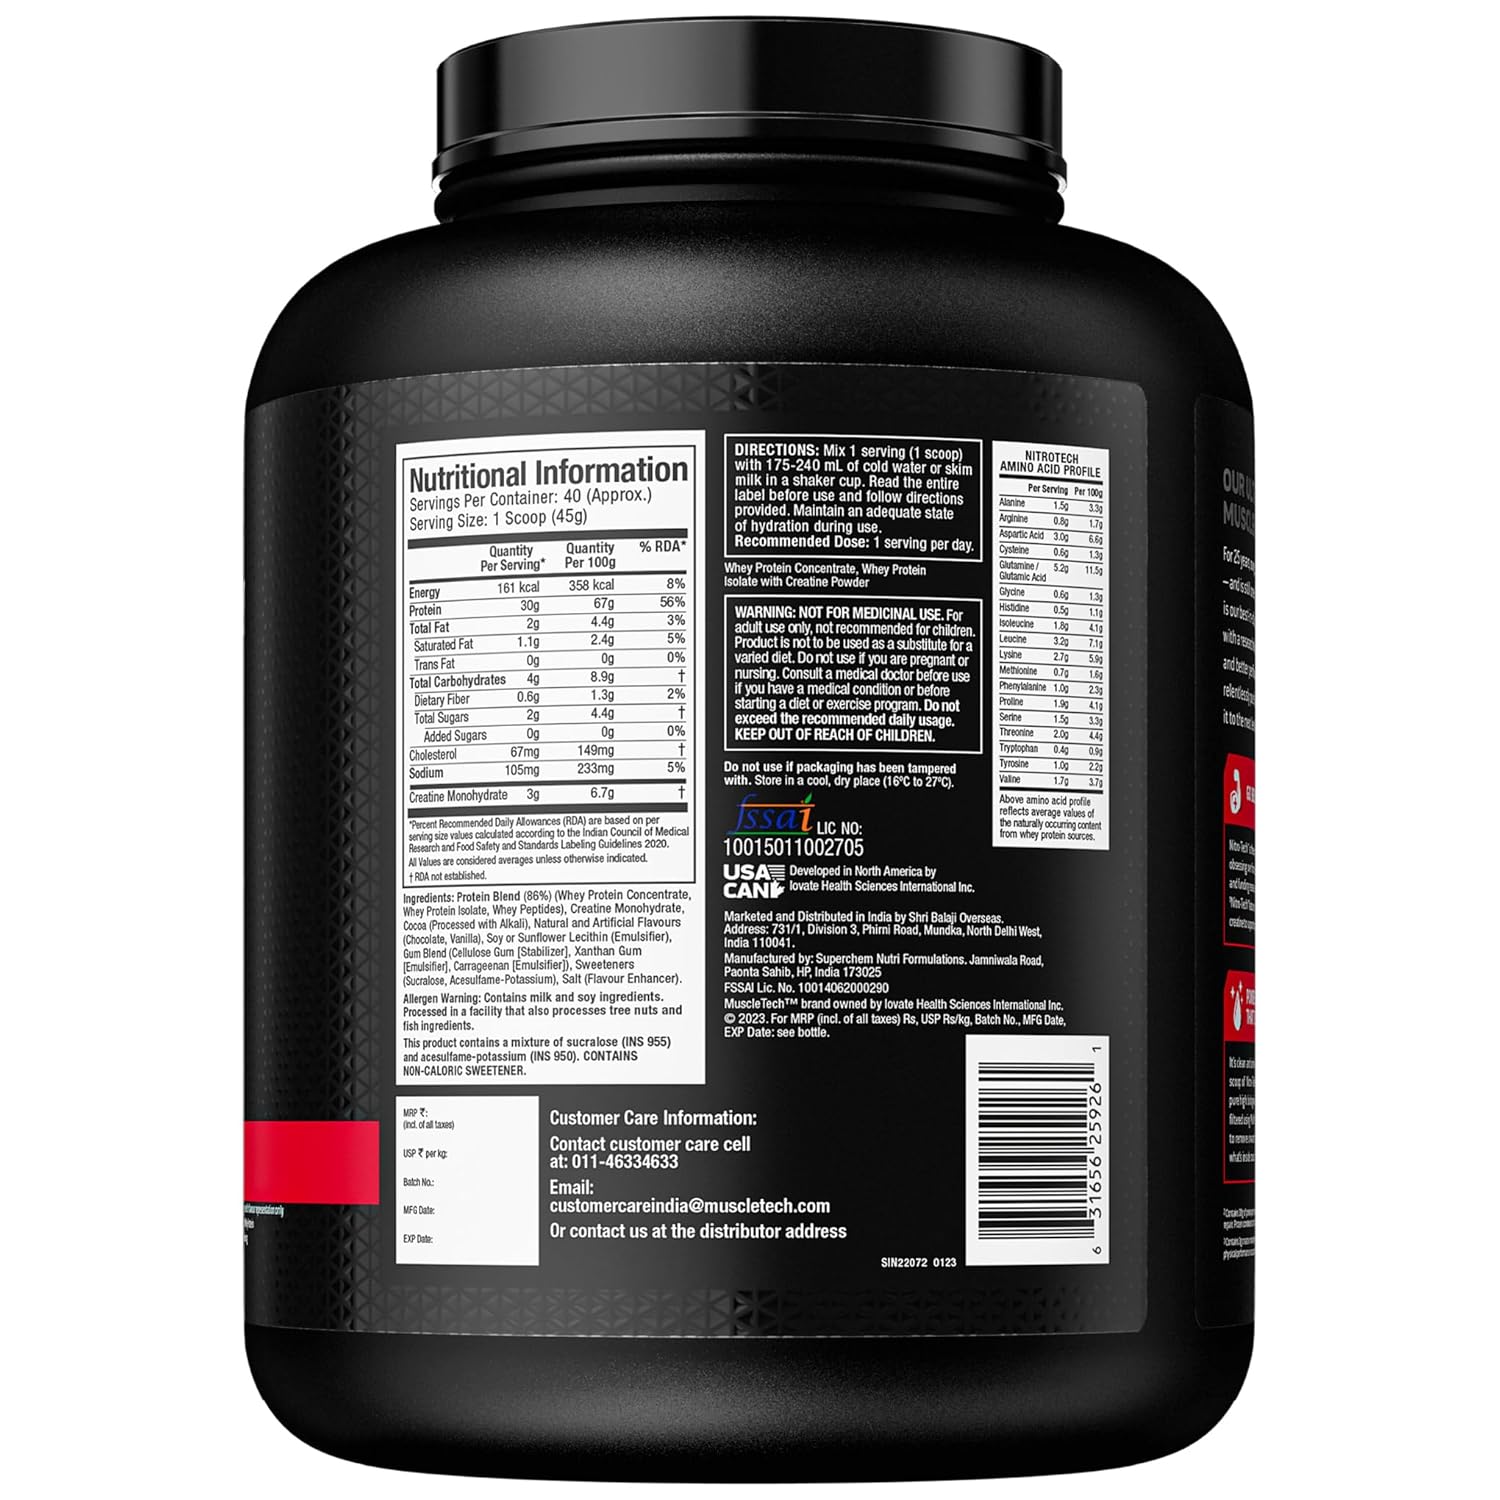 Nutritional Information
Servings Per Container: 40 (Approx.)
Serving Size: 1 Scoop (45g)
Quantity Per Serving* Quantity Per 100g % RDA*
Energy 161 kcal 358 kcal 8%
Protein 30g 67g 56%
Total Fat 2g 4.4g 3%
Saturated Fat 1.1g 2.4g 5%
Trans Fat 0g 0g 0%
Total Carbohydrates 4g 8.9g †
Dietary Fiber 0.6g 1.3g 2%
Total Sugars 2g 4.4g †
Added Sugars 0g 0g 0%
Cholesterol 67mg 149mg †
Sodium 105mg 233mg 5%
Creatine Monohydrate 3g 6.7g †
*Percent Recommended Daily Allowances (RDA) are based on per
serving size values calculated according to the Indian Council of Medical
Research and Food Safety and Standards Labeling Guidelines 2020.
All Values are considered averages unless otherwise indicated.
† RDA not established.
Ingredients: Protein Blend (86%) (Whey Protein Concentrate,
Whey Protein Isolate, Whey Peptides), Creatine Monohydrate,
Cocoa (Processed with Alkali), Natural and Artificial Flavours
(Chocolate, Vanilla), Soy or Sunflower Lecithin (Emulsifier),
Gum Blend (Cellulose Gum [Stabilizer], Xanthan Gum
[Emulsifier], Carrageenan [Emulsifier]), Sweeteners
(Sucralose, Acesulfame-Potassium), Salt (Flavour Enhancer).
Allergen Warning: Contains milk and soy ingredients.
Processed in a facility that also processes tree nuts and
fish ingredients.
This product contains a mixture of sucralose (INS 955)
and acesulfame-potassium (INS 950). CONTAINS
NON-CALORIC SWEETENER.
MRP ₹:
(incl. of all taxes)
USP ₹ per kg:
Batch No.:
MFG Date:
EXP Date:
DIRECTIONS: Mix 1 serving (1 scoop)
with 175-240 mL of cold water or skim
milk in a shaker cup. Read the entire
label before use and follow directions
provided. Maintain an adequate state
of hydration during use.
Recommended Dose: 1 serving per day.
Whey Protein Concentrate, Whey Protein
Isolate with Creatine Powder
WARNING: NOT FOR MEDICINAL USE. For
adult use only, not recommended for children.
Product is not to be used as a substitute for a
varied diet. Do not use if you are pregnant or
nursing. Consult a medical doctor before use
if you have a medical condition or before
starting a diet or exercise program. Do not
exceed the recommended daily usage.
KEEP OUT OF REACH OF CHILDREN.
Do not use if packaging has been tampered
with. Store in a cool, dry place (16°C to 27°C).
fssai LIC NO:
10015011002705
USA
CAN
Developed in North America by
Iovate Health Sciences International Inc.
Marketed and Distributed in India by Shri Balaji Overseas.
Address: 731/1, Division 3, Phirni Road, Mundka, North Delhi West,
India 110041.
Manufactured by: Superchem Nutri Formulations. Jamniwala Road,
Paonta Sahib, HP, India 173025
FSSAI Lic. No. 10014062000290
MuscleTech™ brand owned by Iovate Health Sciences International Inc.
© 2023. For MRP (incl. of all taxes) Rs, USP Rs/kg, Batch No., MFG Date,
EXP Date: see bottle.
Customer Care Information:
Contact customer care cell
at: 011-46334633
Email:
customercareindia@muscletech.com
Or contact us at the distributor address
SIN22072 0123
NITROTECH
AMINO ACID PROFILE
Per Serving Per 100g
Alanine 1.5g 3.3g
Arginine 0.8g 1.7g
Aspartic Acid 3.0g 6.6g
Cysteine 0.6g 1.3g
Glutamine / Glutamic Acid 5.2g 11.5g
Glycine 0.6g 1.3g
Histidine 0.5g 1.1g
Isoleucine 1.8g 4.1g
Leucine 3.2g 7.1g
Lysine 2.7g 5.9g
Methionine 0.7g 1.6g
Phenylalanine 1.0g 2.3g
Proline 1.9g 4.1g
Serine 1.5g 3.3g
Threonine 2.0g 4.4g
Tryptophan 0.4g 0.9g
Tyrosine 1.0g 2.2g
Valine 1.7g 3.7g
Above amino acid profile
reflects average values of
the naturally occurring content
from whey protein sources.
6 31656 25926 1
OUR
For 25 years
is our best
with a
and better
relentlessly
it to the